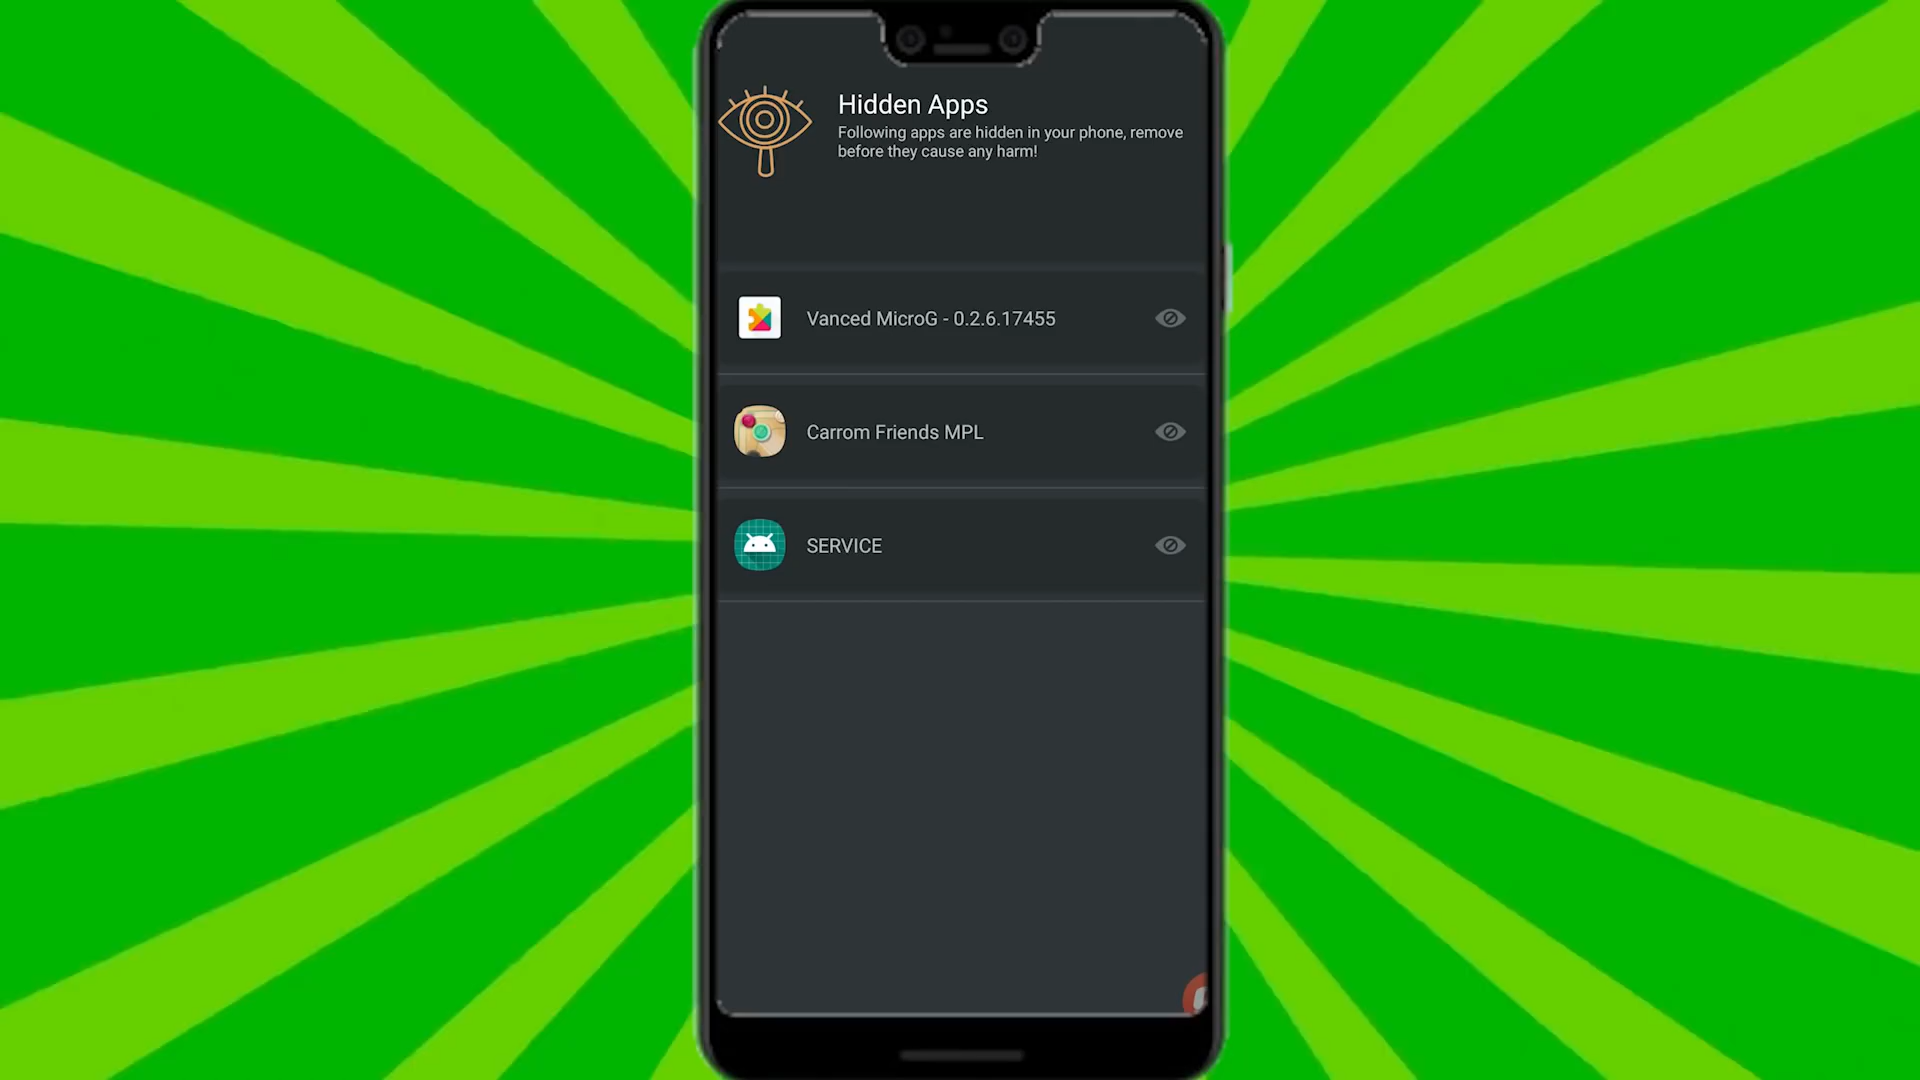 Hidden Apps
Following apps are hidden in your phone, remove
before they cause any harm!
Vanced MicroG - 0.2.6.17455
Carrom Friends MPL
SERVICE